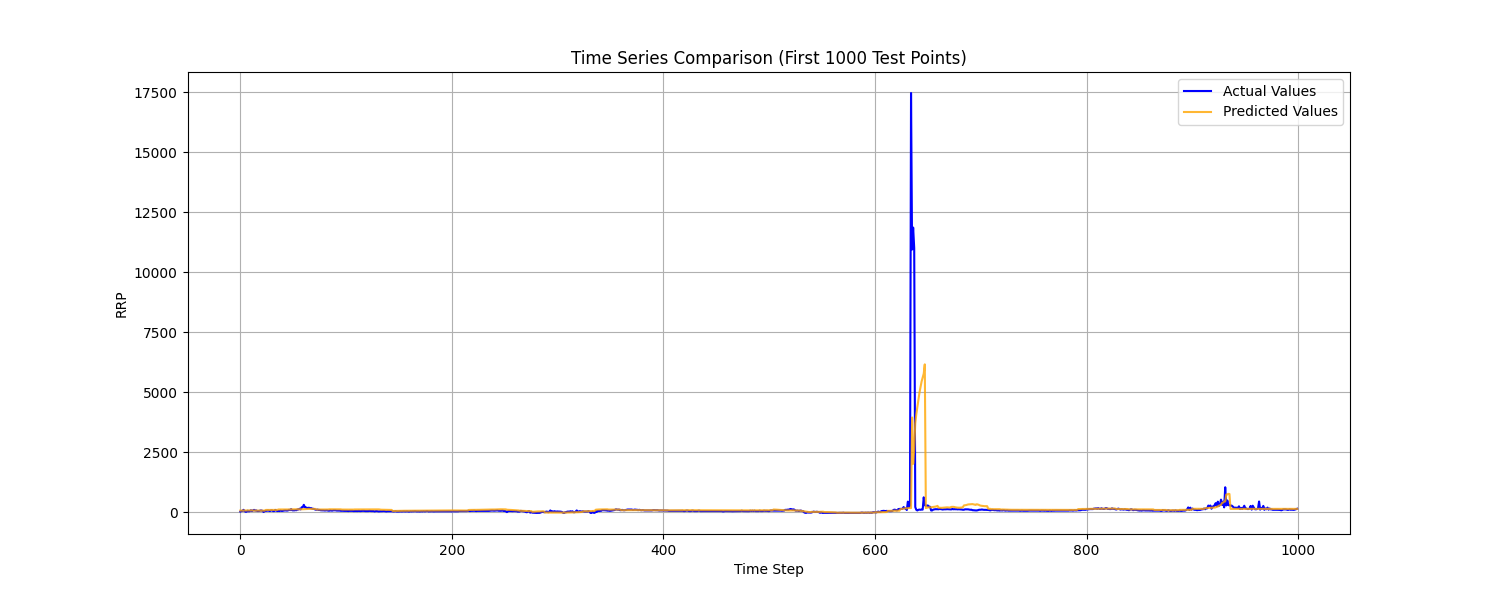 Time Series Comparison (First 1000 Test Points)
Actual Values
Predicted Values
17500
15000
12500
10000
7500
5000
2500
0
RRP
0 200 400 600 800 1000
Time Step